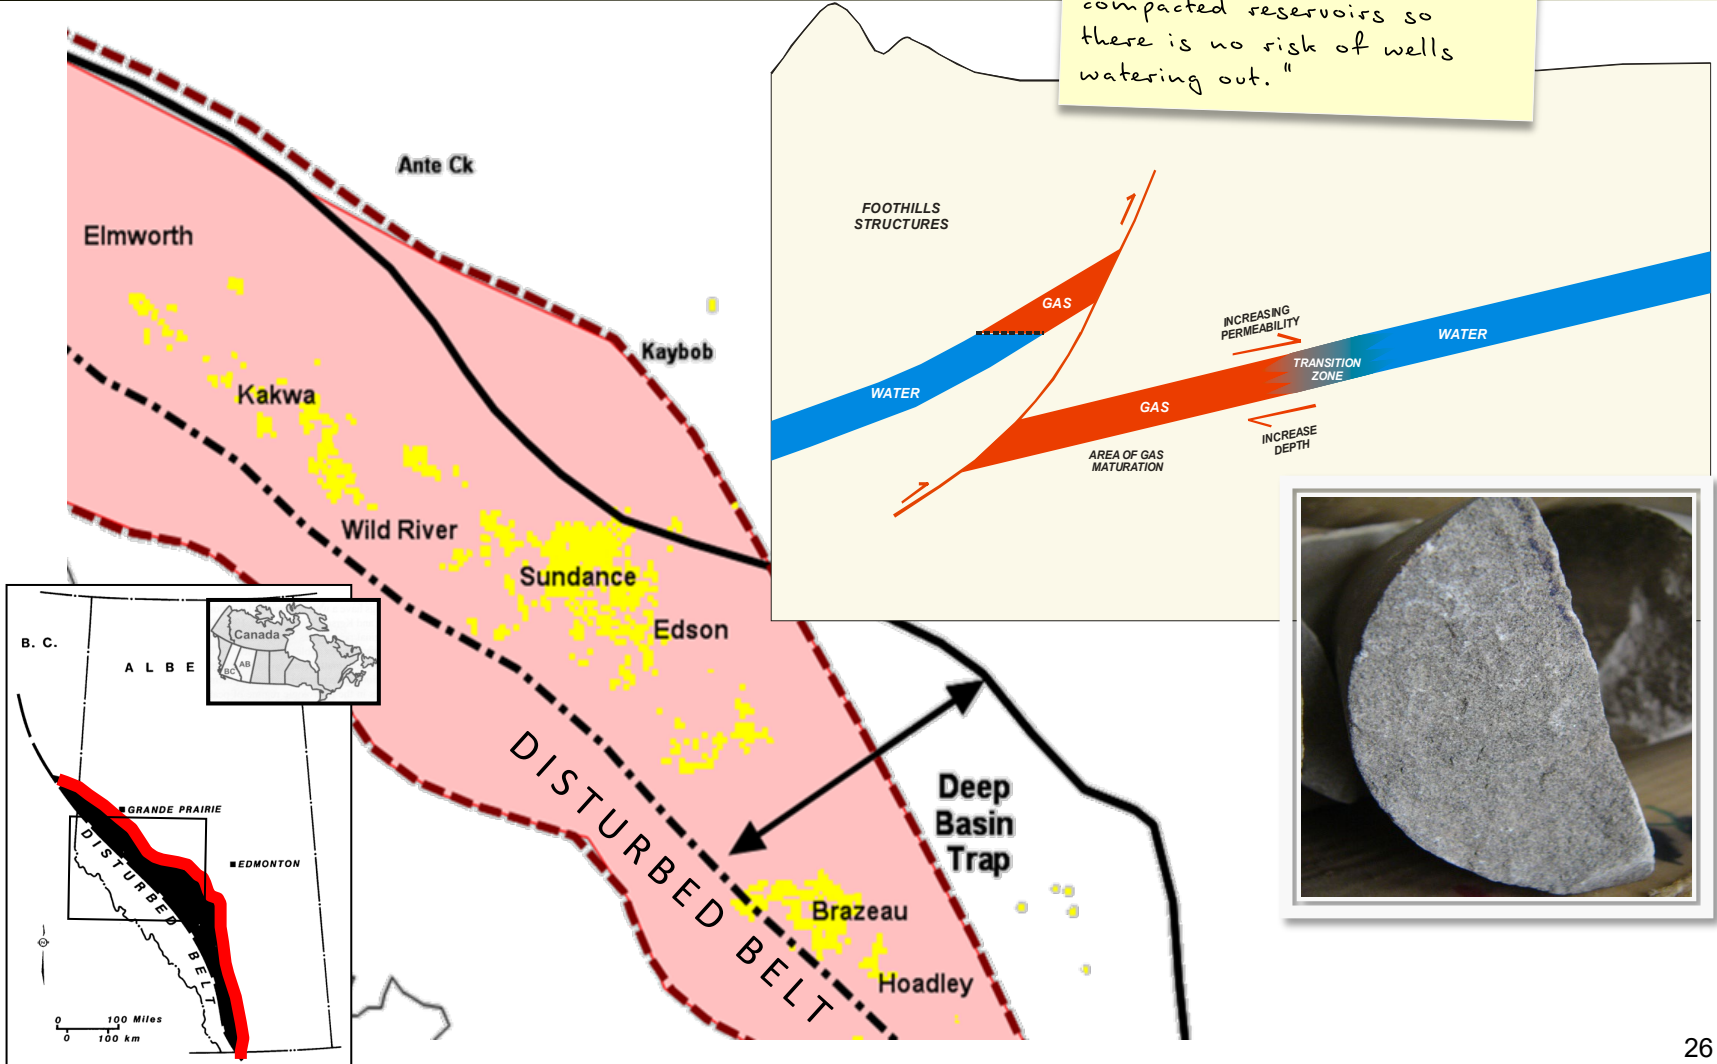 compacted reservoirs so
there is no risk of wells
watering out."
Ante Ck
Elmworth
Kaybob
Kakwa
Wild River
Sundance
Edson
DISTURBED BELT
Deep
Basin
Trap
Brazeau
Hoadley
FOOTHILLS
STRUCTURES
GAS
WATER
INCREASING
PERMEABILITY
WATER
TRANSITION
ZONE
GAS
INCREASE
DEPTH
AREA OF GAS
MATURATION
B. C.
A L B E
Canada
BC
AB
GRANDE PRAIRIE
EDMONTON
DISTURBED BELT
0 100 Miles
0 100 km
26